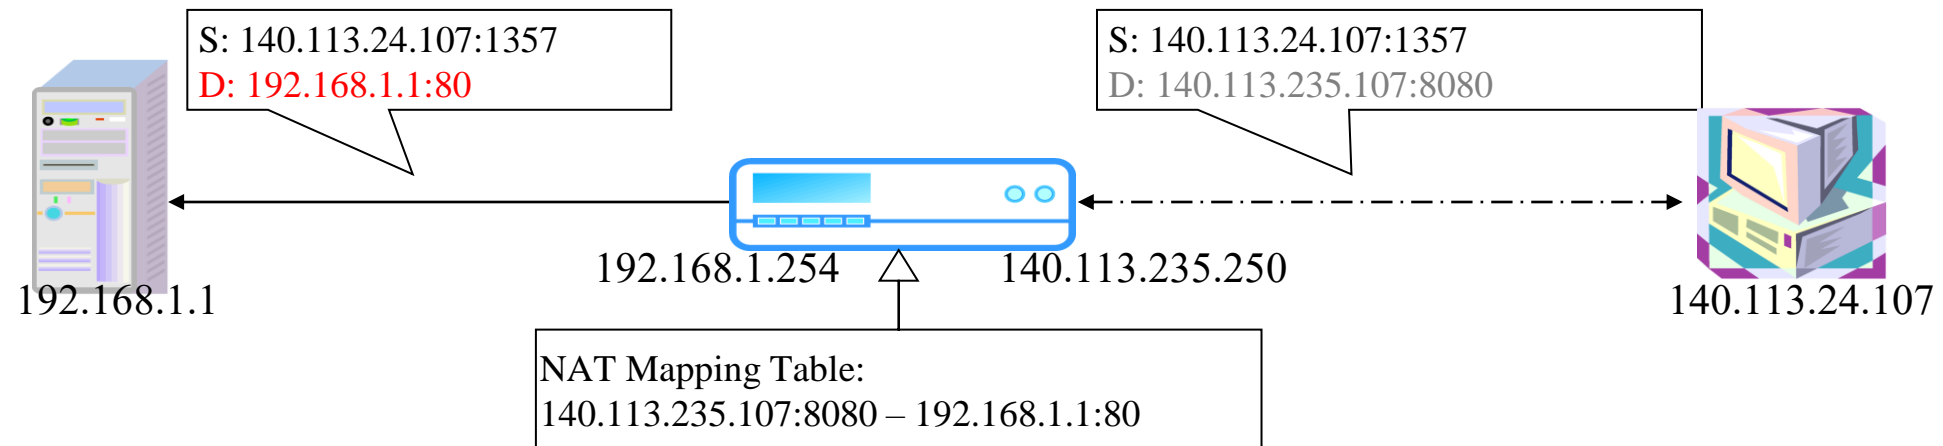 S: 140.113.24.107:1357
D: 192.168.1.1:80
S: 140.113.24.107:1357
D: 140.113.235.107:8080
192.168.1.254
140.113.235.250
192.168.1.1
140.113.24.107
NAT Mapping Table:
140.113.235.107:8080 – 192.168.1.1:80